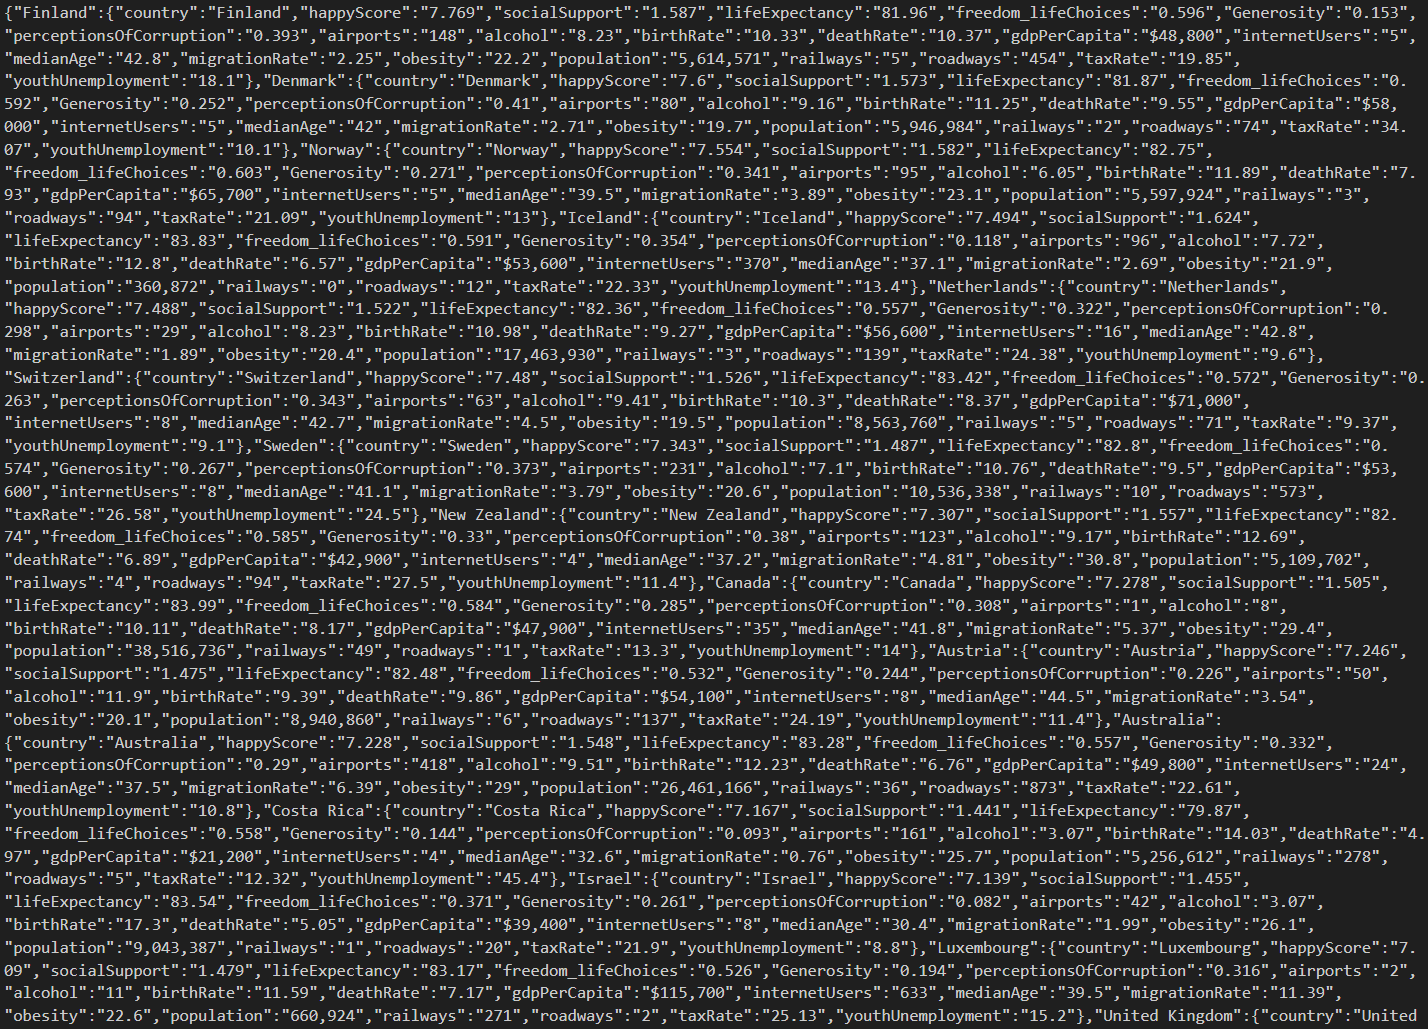 {"Finland":{"country":"Finland","happyScore":"7.769","socialSupport":"1.587","lifeExpectancy":"81.96","freedom_lifeChoices":"0.596","Generosity":"0.153",
"perceptionsOfCorruption":"0.393","airports":"148","alcohol":"8.23","birthRate":"10.33","deathRate":"10.37","gdpPerCapita":"$48,800","internetUsers":"5",
"medianAge":"42.8","migrationRate":"2.25","obesity":"22.2","population":"5,614,571","railways":"5","roadways":"454","taxRate":"19.85",
"youthUnemployment":"18.1"},"Denmark":{"country":"Denmark","happyScore":"7.6","socialSupport":"1.573","lifeExpectancy":"81.87","freedom_lifeChoices":"0.
592","Generosity":"0.252","perceptionsOfCorruption":"0.41","airports":"80","alcohol":"9.16","birthRate":"11.25","deathRate":"9.55","gdpPerCapita":"$58,
000","internetUsers":"5","medianAge":"42","migrationRate":"2.71","obesity":"19.7","population":"5,946,984","railways":"2","roadways":"74","taxRate":"34.
07","youthUnemployment":"10.1"},"Norway":{"country":"Norway","happyScore":"7.554","socialSupport":"1.582","lifeExpectancy":"82.75",
"freedom_lifeChoices":"0.603","Generosity":"0.271","perceptionsOfCorruption":"0.341","airports":"95","alcohol":"6.05","birthRate":"11.89","deathRate":"7.
93","gdpPerCapita":"$65,700","internetUsers":"5","medianAge":"39.5","migrationRate":"3.89","obesity":"23.1","population":"5,597,924","railways":"3",
"roadways":"94","taxRate":"21.09","youthUnemployment":"13"},"Iceland":{"country":"Iceland","happyScore":"7.494","socialSupport":"1.624",
"lifeExpectancy":"83.83","freedom_lifeChoices":"0.591","Generosity":"0.354","perceptionsOfCorruption":"0.118","airports":"96","alcohol":"7.72",
"birthRate":"12.8","deathRate":"6.57","gdpPerCapita":"$53,600","internetUsers":"370","medianAge":"37.1","migrationRate":"2.69","obesity":"21.9",
"population":"360,872","railways":"0","roadways":"12","taxRate":"22.33","youthUnemployment":"13.4"},"Netherlands":{"country":"Netherlands",
"happyScore":"7.488","socialSupport":"1.522","lifeExpectancy":"82.36","freedom_lifeChoices":"0.557","Generosity":"0.322","perceptionsOfCorruption":"0.
298","airports":"29","alcohol":"8.23","birthRate":"10.98","deathRate":"9.27","gdpPerCapita":"$56,600","internetUsers":"16","medianAge":"42.8",
"migrationRate":"1.89","obesity":"20.4","population":"17,463,930","railways":"3","roadways":"139","taxRate":"24.38","youthUnemployment":"9.6"},
"Switzerland":{"country":"Switzerland","happyScore":"7.48","socialSupport":"1.526","lifeExpectancy":"83.42","freedom_lifeChoices":"0.572","Generosity":"0.
263","perceptionsOfCorruption":"0.343","airports":"63","alcohol":"9.41","birthRate":"10.3","deathRate":"8.37","gdpPerCapita":"$71,000",
"internetUsers":"8","medianAge":"42.7","migrationRate":"4.5","obesity":"19.5","population":"8,563,760","railways":"5","roadways":"71","taxRate":"9.37",
"youthUnemployment":"9.1"},"Sweden":{"country":"Sweden","happyScore":"7.343","socialSupport":"1.487","lifeExpectancy":"82.8","freedom_lifeChoices":"0.
574","Generosity":"0.267","perceptionsOfCorruption":"0.373","airports":"231","alcohol":"7.1","birthRate":"10.76","deathRate":"9.5","gdpPerCapita":"$53,
600","internetUsers":"8","medianAge":"41.1","migrationRate":"3.79","obesity":"20.6","population":"10,536,338","railways":"10","roadways":"573",
"taxRate":"26.58","youthUnemployment":"24.5"},"New Zealand":{"country":"New Zealand","happyScore":"7.307","socialSupport":"1.557","lifeExpectancy":"82.
74","freedom_lifeChoices":"0.585","Generosity":"0.33","perceptionsOfCorruption":"0.38","airports":"123","alcohol":"9.17","birthRate":"12.69",
"deathRate":"6.89","gdpPerCapita":"$42,900","internetUsers":"4","medianAge":"37.2","migrationRate":"4.81","obesity":"30.8","population":"5,109,702",
"railways":"4","roadways":"94","taxRate":"27.5","youthUnemployment":"11.4"},"Canada":{"country":"Canada","happyScore":"7.278","socialSupport":"1.505",
"lifeExpectancy":"83.99","freedom_lifeChoices":"0.584","Generosity":"0.285","perceptionsOfCorruption":"0.308","airports":"1","alcohol":"8",
"birthRate":"10.11","deathRate":"8.17","gdpPerCapita":"$47,900","internetUsers":"35","medianAge":"41.8","migrationRate":"5.37","obesity":"29.4",
"population":"38,516,736","railways":"49","roadways":"1","taxRate":"13.3","youthUnemployment":"14"},"Austria":{"country":"Austria","happyScore":"7.246",
"socialSupport":"1.475","lifeExpectancy":"82.48","freedom_lifeChoices":"0.532","Generosity":"0.244","perceptionsOfCorruption":"0.226","airports":"50",
"alcohol":"11.9","birthRate":"9.39","deathRate":"9.86","gdpPerCapita":"$54,100","internetUsers":"8","medianAge":"44.5","migrationRate":"3.54",
"obesity":"20.1","population":"8,940,860","railways":"6","roadways":"137","taxRate":"24.19","youthUnemployment":"11.4"},"Australia":
{"country":"Australia","happyScore":"7.228","socialSupport":"1.548","lifeExpectancy":"83.28","freedom_lifeChoices":"0.557","Generosity":"0.332",
"perceptionsOfCorruption":"0.29","airports":"418","alcohol":"9.51","birthRate":"12.23","deathRate":"6.76","gdpPerCapita":"$49,800","internetUsers":"24",
"medianAge":"37.5","migrationRate":"6.39","obesity":"29","population":"26,461,166","railways":"36","roadways":"873","taxRate":"22.61",
"youthUnemployment":"10.8"},"Costa Rica":{"country":"Costa Rica","happyScore":"7.167","socialSupport":"1.441","lifeExpectancy":"79.87",
"freedom_lifeChoices":"0.558","Generosity":"0.144","perceptionsOfCorruption":"0.093","airports":"161","alcohol":"3.07","birthRate":"14.03","deathRate":"4.
97","gdpPerCapita":"$21,200","internetUsers":"4","medianAge":"32.6","migrationRate":"0.76","obesity":"25.7","population":"5,256,612","railways":"278",
"roadways":"5","taxRate":"12.32","youthUnemployment":"45.4"},"Israel":{"country":"Israel","happyScore":"7.139","socialSupport":"1.455",
"lifeExpectancy":"83.54","freedom_lifeChoices":"0.371","Generosity":"0.261","perceptionsOfCorruption":"0.082","airports":"42","alcohol":"3.07",
"birthRate":"17.3","deathRate":"5.05","gdpPerCapita":"$39,400","internetUsers":"8","medianAge":"30.4","migrationRate":"1.99","obesity":"26.1",
"population":"9,043,387","railways":"1","roadways":"20","taxRate":"21.9","youthUnemployment":"8.8"},"Luxembourg":{"country":"Luxembourg","happyScore":"7.
09","socialSupport":"1.479","lifeExpectancy":"83.17","freedom_lifeChoices":"0.526","Generosity":"0.194","perceptionsOfCorruption":"0.316","airports":"2",
"alcohol":"11","birthRate":"11.59","deathRate":"7.17","gdpPerCapita":"$115,700","internetUsers":"633","medianAge":"39.5","migrationRate":"11.39",
"obesity":"22.6","population":"660,924","railways":"271","roadways":"2","taxRate":"25.13","youthUnemployment":"15.2"},"United Kingdom":{"country":"United